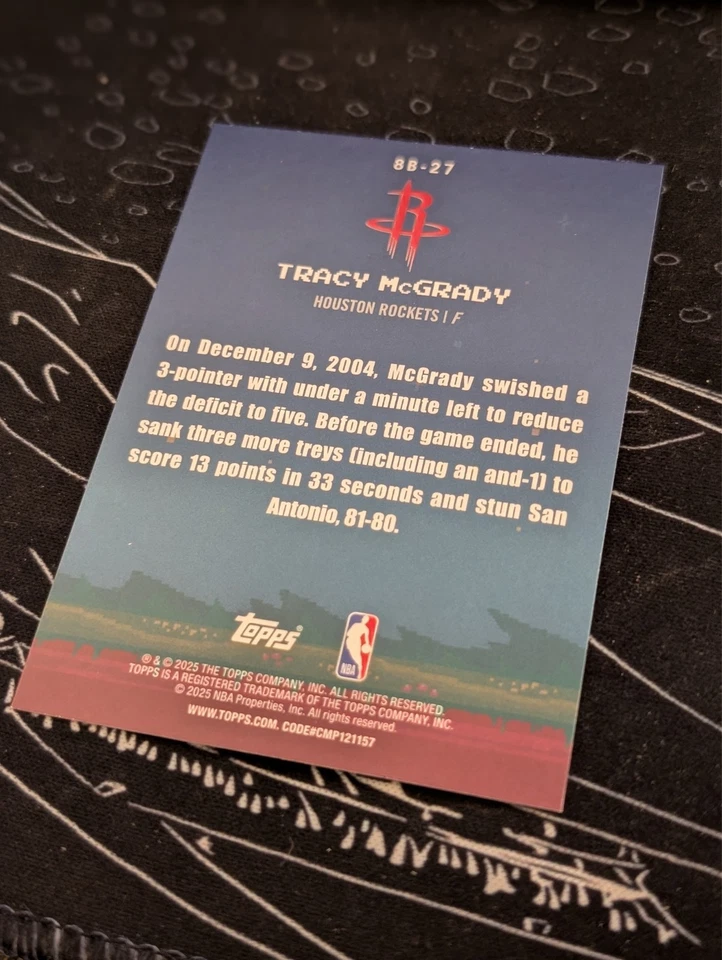 8B-27
R
TRACY McGRADY
HOUSTON ROCKETS | F
On December 9, 2004, McGrady swished a
3-pointer with under a minute left to reduce
the deficit to five. Before the game ended, he
sank three more treys (including an and-1) to
score 13 points in 33 seconds and stun San
Antonio, 81-80.
Topps®
NBA
® & © 2025 THE TOPPS COMPANY, INC. ALL RIGHTS RESERVED.
TOPPS IS A REGISTERED TRADEMARK OF THE TOPPS COMPANY, INC.
© 2025 NBA Properties, Inc. All rights reserved.
WWW.TOPPS.COM. CODE#CMP121157